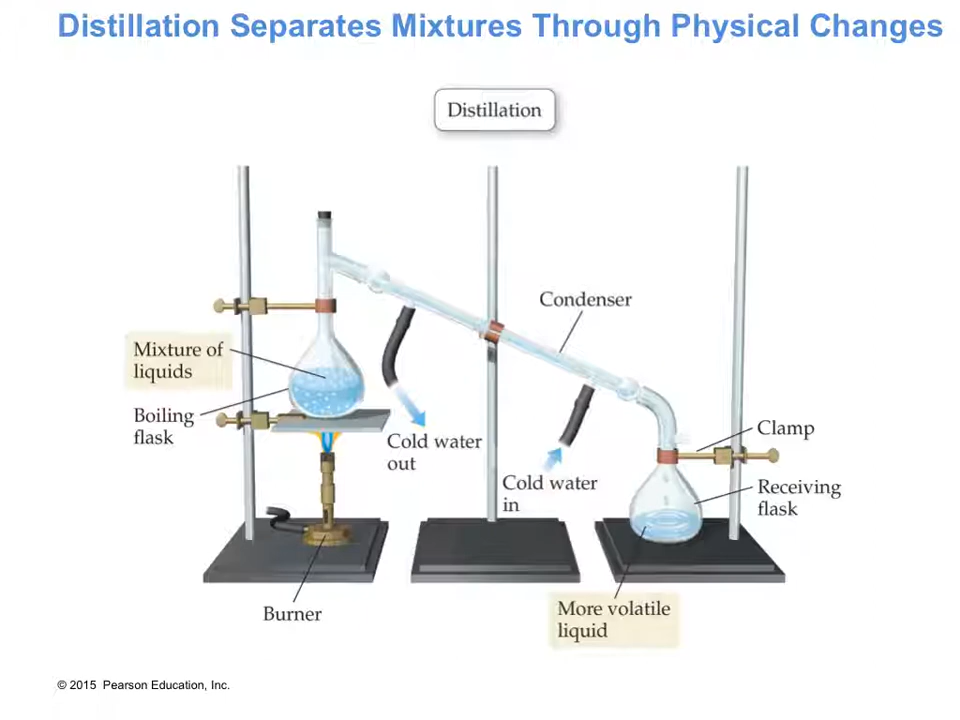 Distillation Separates Mixtures Through Physical Changes
Distillation
Condenser
Mixture of
liquids
Boiling
flask
Cold water
out
Cold water
in
Clamp
Receiving
flask
Burner
More volatile
liquid
© 2015 Pearson Education, Inc.